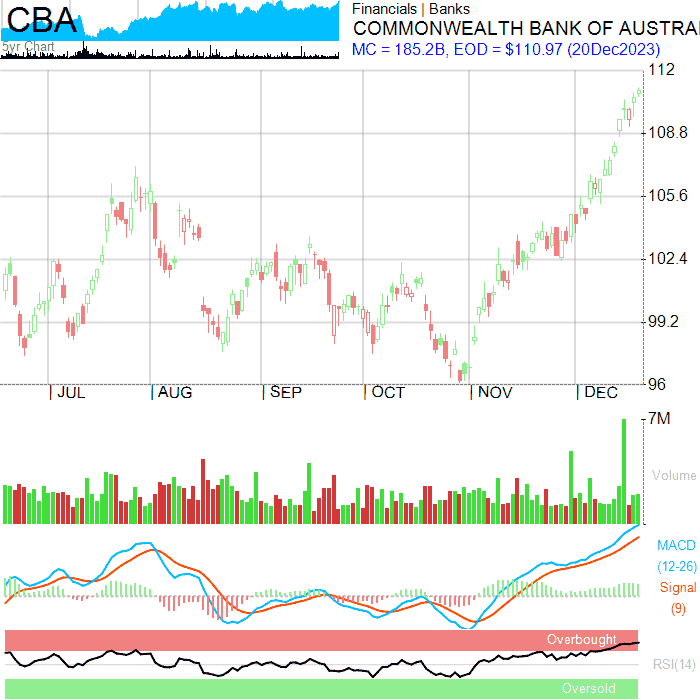 CBA
5yr Chart
Financials | Banks
COMMONWEALTH BANK OF AUSTRA
MC = 185.2B, EOD = $110.97 (20Dec2023)
112
108.8
105.6
102.4
99.2
96
JUL AUG SEP OCT NOV DEC
7M
Volume
MACD
(12-26)
Signal
(9)
Overbought
RSI(14)
Oversold